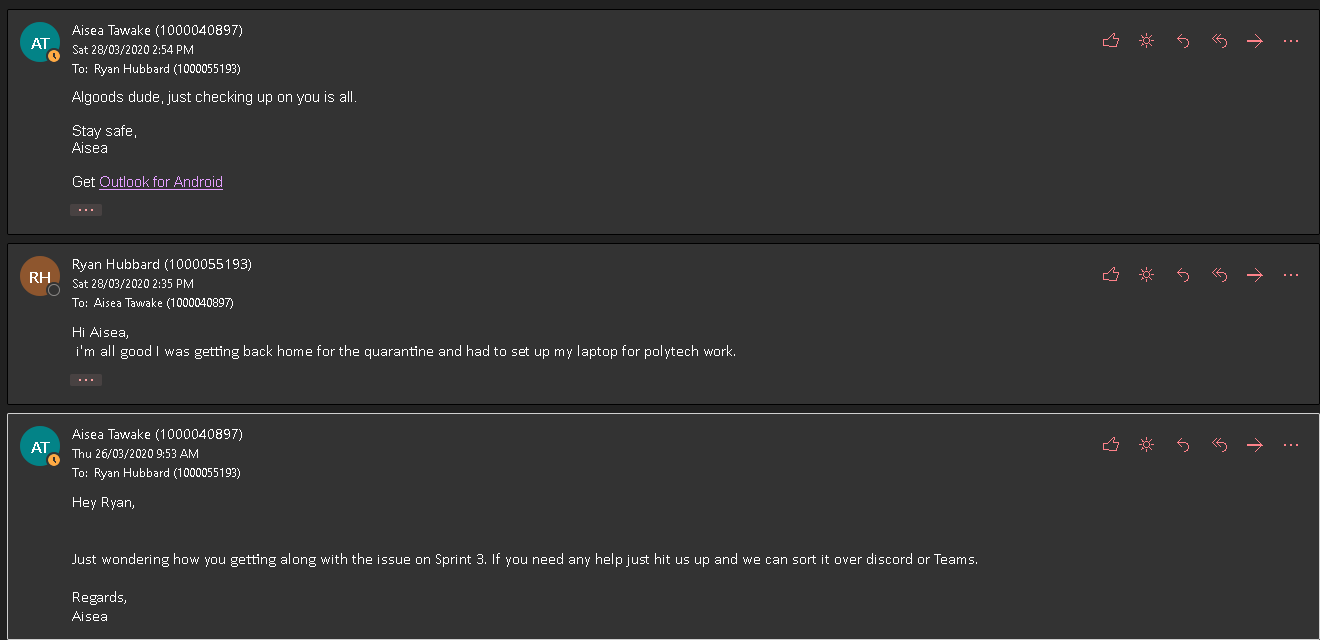 AT
Aisea Tawake (1000040897)
Sat 28/03/2020 2:54 PM
To: Ryan Hubbard (1000055193)
Algoods dude, just checking up on you is all.
Stay safe,
Aisea
Get Outlook for Android
...
RH
Ryan Hubbard (1000055193)
Sat 28/03/2020 2:35 PM
To: Aisea Tawake (1000040897)
Hi Aisea,
i'm all good I was getting back home for the quarantine and had to set up my laptop for polytech work.
...
AT
Aisea Tawake (1000040897)
Thu 26/03/2020 9:53 AM
To: Ryan Hubbard (1000055193)
Hey Ryan,
Just wondering how you getting along with the issue on Sprint 3. If you need any help just hit us up and we can sort it over discord or Teams.
Regards,
Aisea